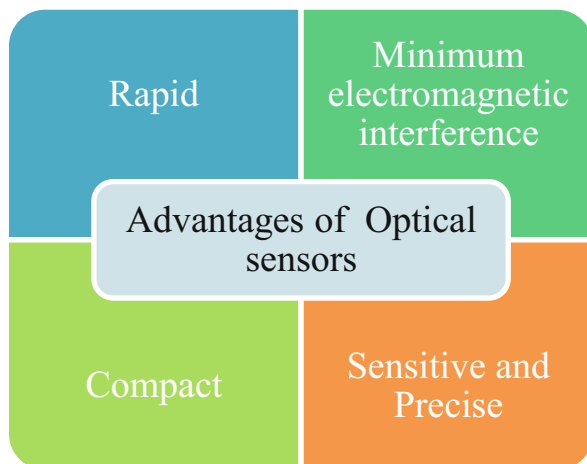 Rapid
Minimum
electromagnetic
interference
Advantages of Optical
sensors
Compact
Sensitive and
Precise